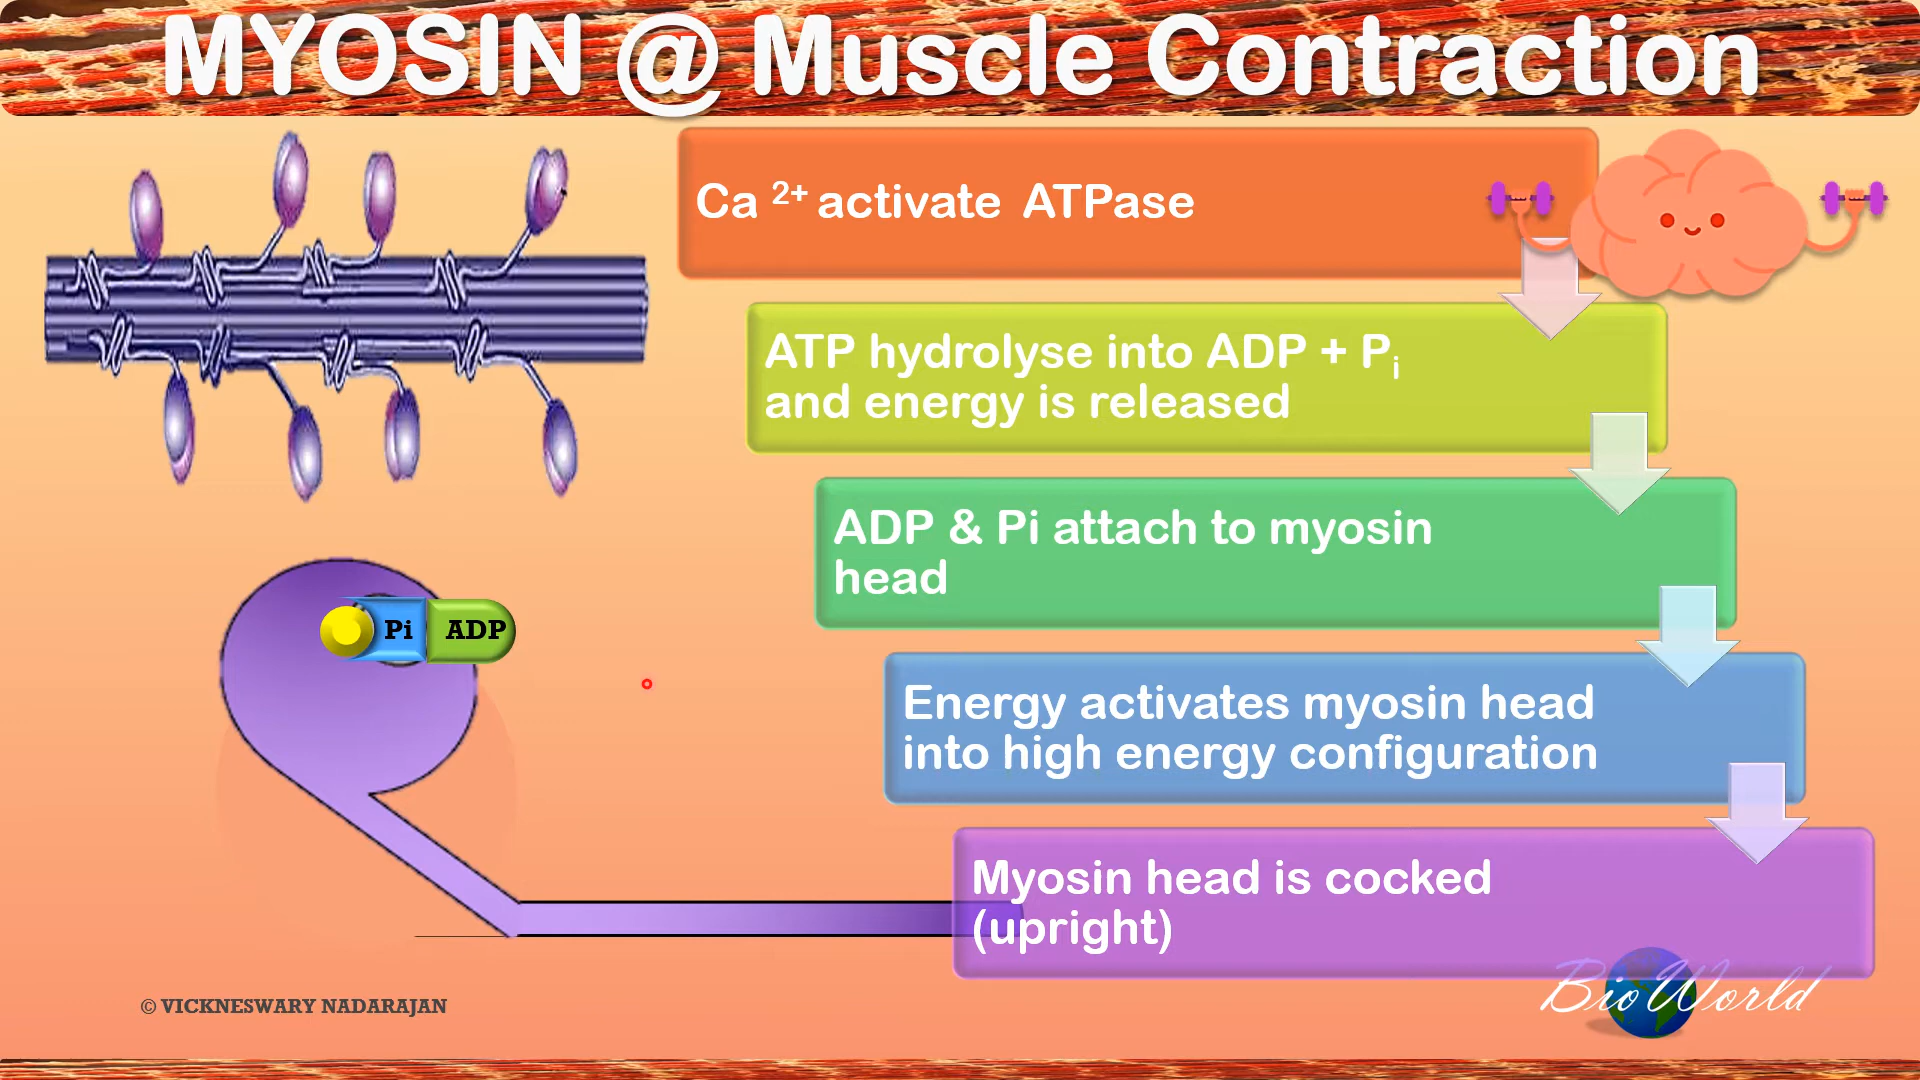 MYOSIN @ Muscle Contraction
Ca 2+ activate ATPase
ATP hydrolyse into ADP + Pi
and energy is released
ADP & Pi attach to myosin
head
Energy activates myosin head
into high energy configuration
Myosin head is cocked
(upright)
Pi ADP
© VICKNESWARY NADARAJAN
BioWorld